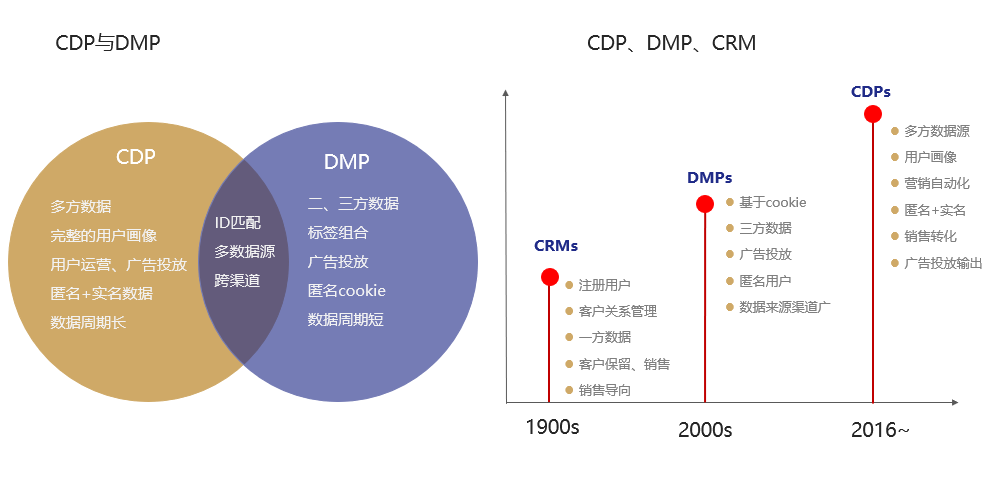 CDP与DMP
CDP
多方数据
完整的用户画像
用户运营、广告投放
匿名+实名数据
数据周期长
ID匹配
多数据源
跨渠道
DMP
二、三方数据
标签组合
广告投放
匿名cookie
数据周期短
CDP、DMP、CRM
CRMs
注册用户
客户关系管理
一方数据
客户保留、销售
销售导向
1900s
DMPs
基于cookie
三方数据
广告投放
匿名用户
数据来源渠道广
2000s
CDPs
多方数据源
用户画像
营销自动化
匿名+实名
销售转化
广告投放输出
2016~